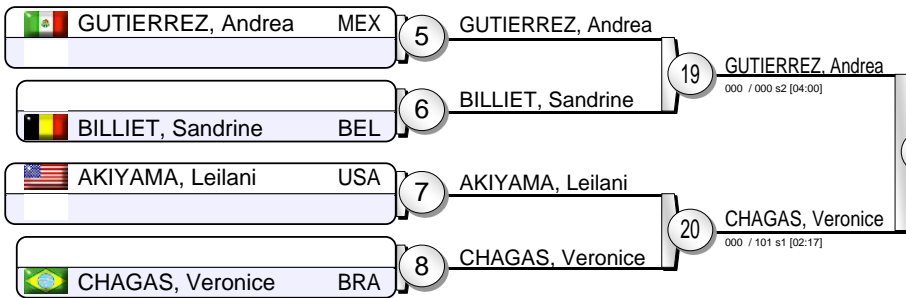 GUTIERREZ, Andrea MEX
5
GUTIERREZ, Andrea
19
GUTIERREZ, Andrea
000 / 000 s2 [04:00]
6
BILLIET, Sandrine
BILLIET, Sandrine BEL
AKIYAMA, Leilani USA
7
AKIYAMA, Leilani
20
CHAGAS, Veronice
000 / 101 s1 [02:17]
8
CHAGAS, Veronice
CHAGAS, Veronice BRA